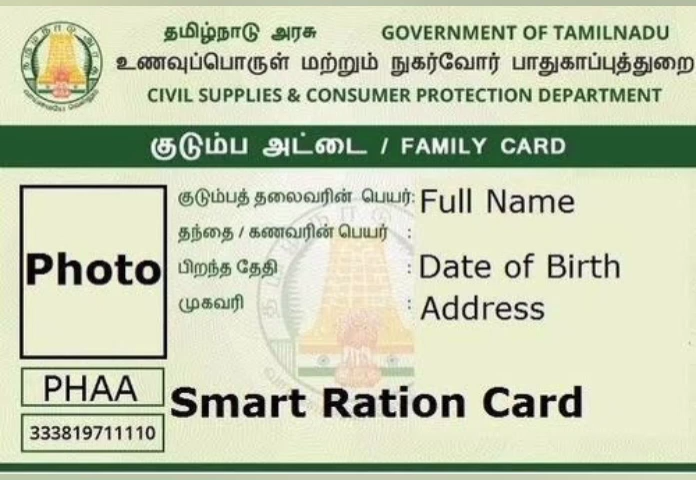 தமிழ்நாடு அரசு GOVERNMENT OF TAMILNADU
உணவுப்பொருள் மற்றும் நுகர்வோர் பாதுகாப்புத்துறை
CIVIL SUPPLIES & CONSUMER PROTECTION DEPARTMENT
குடும்ப அட்டை / FAMILY CARD
குடும்பத் தலைவரின் பெயர்: Full Name
தந்தை / கணவரின் பெயர் :
Photo
பிறந்த தேதி : Date of Birth
முகவரி : Address
PHAA
Smart Ration Card
333819711110